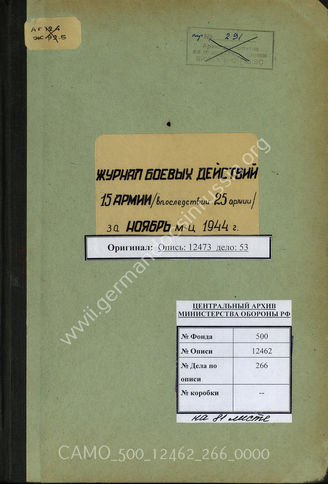 291
ЖУРНАЛ БОЕВЫХ ДЕЙСТВИЙ
15 АРМИИ /впоследствии 25 армии/
за НОЯБРЬ м-ц 1944 г.
Оригинал: Опись: 12473 дело: 53
ЦЕНТРАЛЬНЫЙ АРХИВ
МИНИСТЕРСТВА ОБОРОНЫ РФ
№ Фонда 500
№ Описи 12462
№ Дела по описи 266
№ коробки --
на 81 листе
www.germandocsinrussia.org
CAMO_500_12462_266_0000